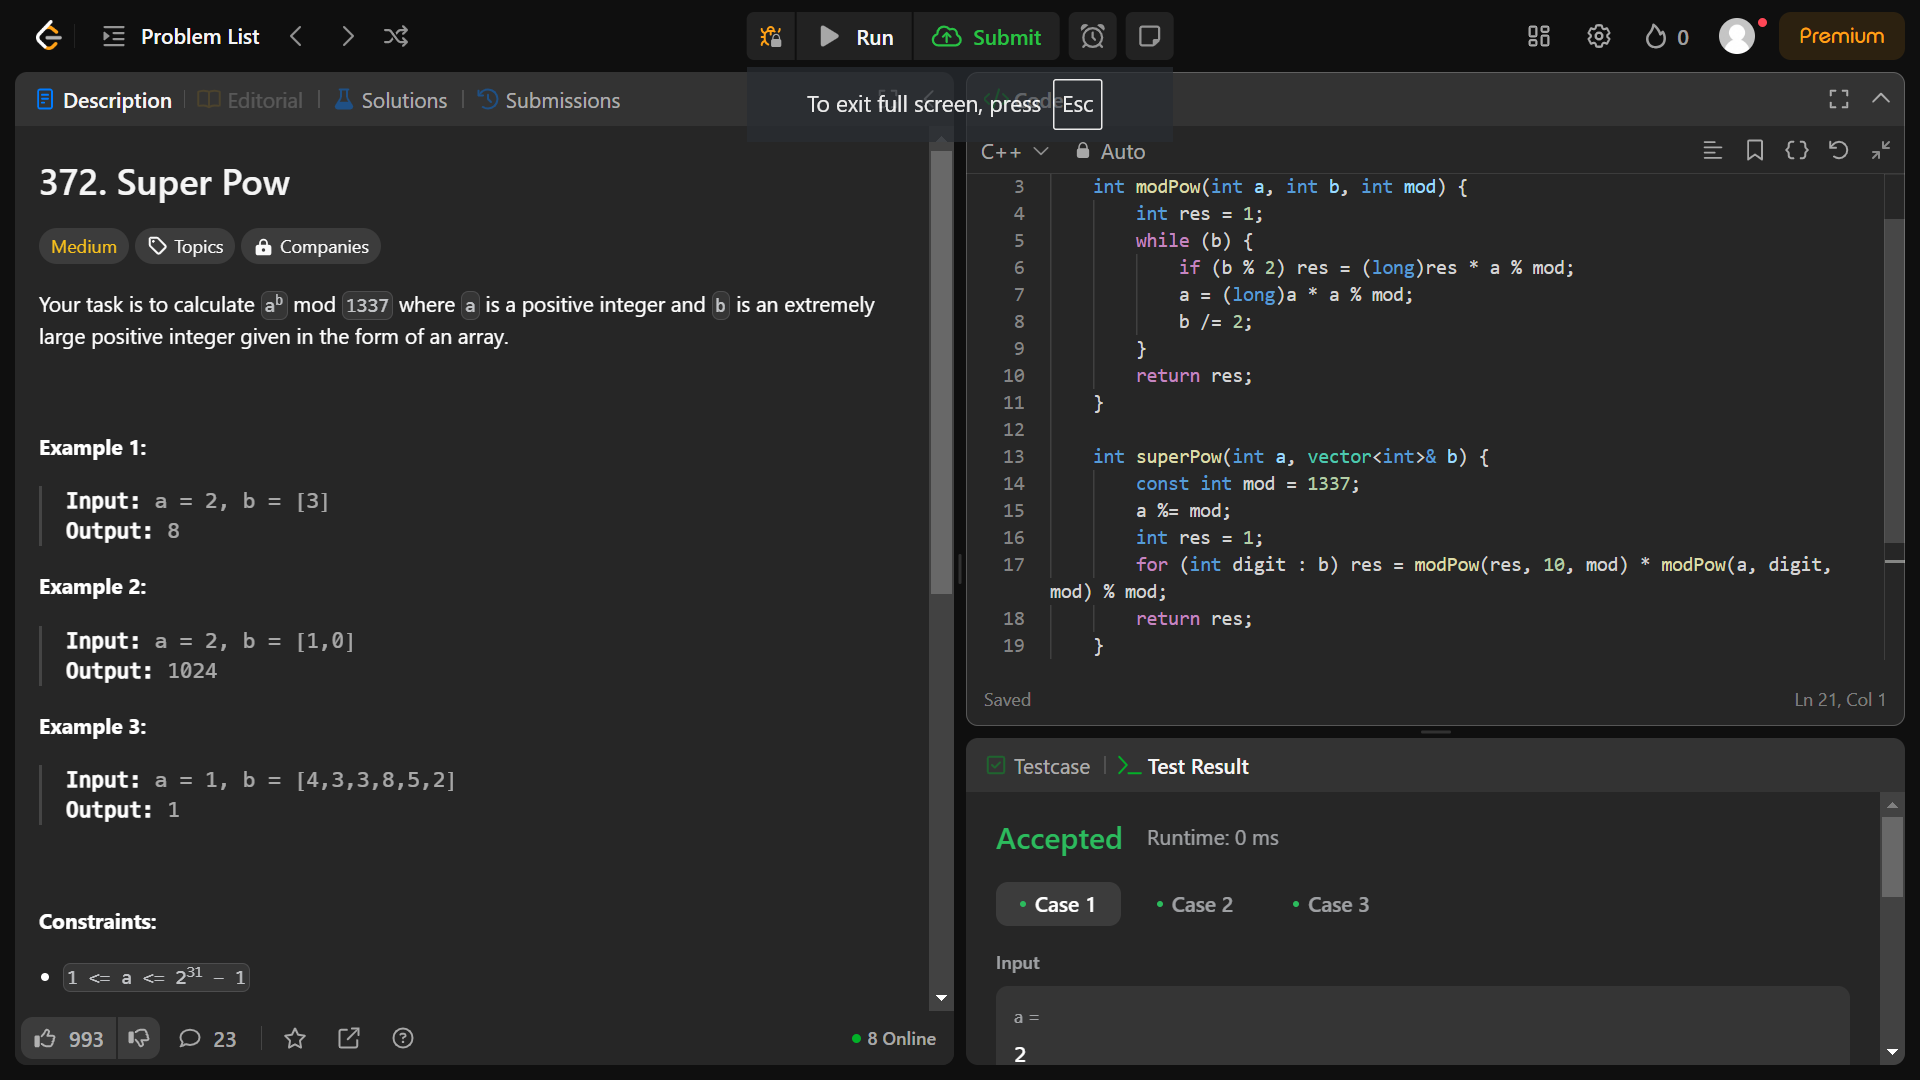 Problem List
Run
Submit
0
Premium
Description
Editorial
Solutions
Submissions
To exit full screen, press Esc
Code
372. Super Pow
Medium
Topics
Companies
Your task is to calculate a^b mod 1337 where a is a positive integer and b is an extremely
large positive integer given in the form of an array.
Example 1:
Input: a = 2, b = [3]
Output: 8
Example 2:
Input: a = 2, b = [1,0]
Output: 1024
Example 3:
Input: a = 1, b = [4,3,3,8,5,2]
Output: 1
Constraints:
• 1 <= a <= 2^31 - 1
993
23
8 Online
C++
Auto
3 int modPow(int a, int b, int mod) {
4 int res = 1;
5 while (b) {
6 if (b % 2) res = (long)res * a % mod;
7 a = (long)a * a % mod;
8 b /= 2;
9 }
10 return res;
11 }
12
13 int superPow(int a, vector<int>& b) {
14 const int mod = 1337;
15 a %= mod;
16 int res = 1;
17 for (int digit : b) res = modPow(res, 10, mod) * modPow(a, digit,
mod) % mod;
18 return res;
19 }
Saved
Ln 21, Col 1
Testcase
Test Result
Accepted
Runtime: 0 ms
Case 1
Case 2
Case 3
Input
a =
2